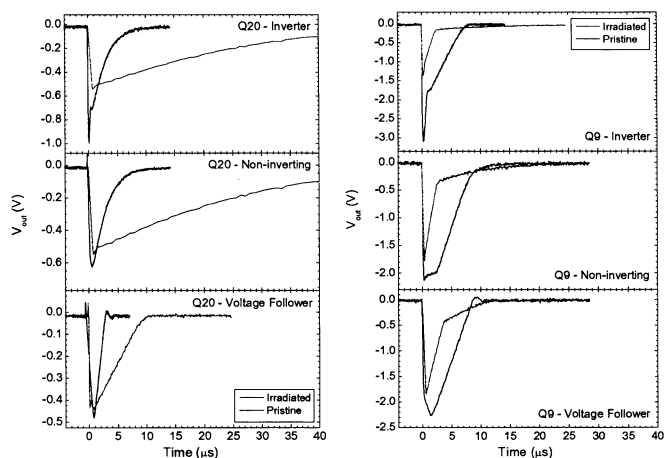 Q20 - Inverter
0.0
-0.2
-0.4
-0.6
-0.8
-1.0
Q20 - Non-inverting
0.0
-0.2
-0.4
-0.6
V_out (V)
Q20 - Voltage Follower
0.0
-0.1
-0.2
-0.3
-0.4
-0.5
Irradiated
Pristine
0 5 10 15 20 25 30 35 40
Time (μs)
Irradiated
Pristine
0.0
-0.5
-1.0
-1.5
-2.0
-2.5
-3.0
Q9 - Inverter
0.0
-0.5
-1.0
-1.5
-2.0
Q9 - Non-inverting
V_out (V)
0.0
-0.5
-1.0
-1.5
-2.0
-2.5
Q9 - Voltage Follower
0 5 10 15 20 25 30 35 40
Time (μs)